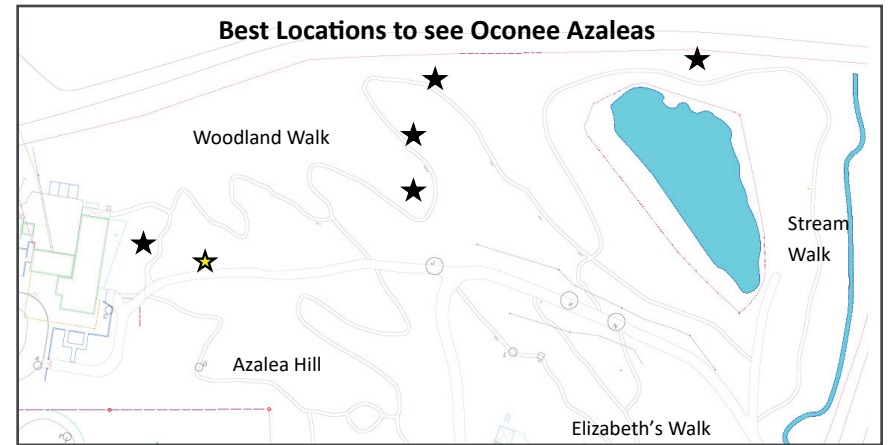 Best Locations to see Oconee Azaleas
Woodland Walk
Stream
Walk
Azalea Hill
Elizabeth's Walk